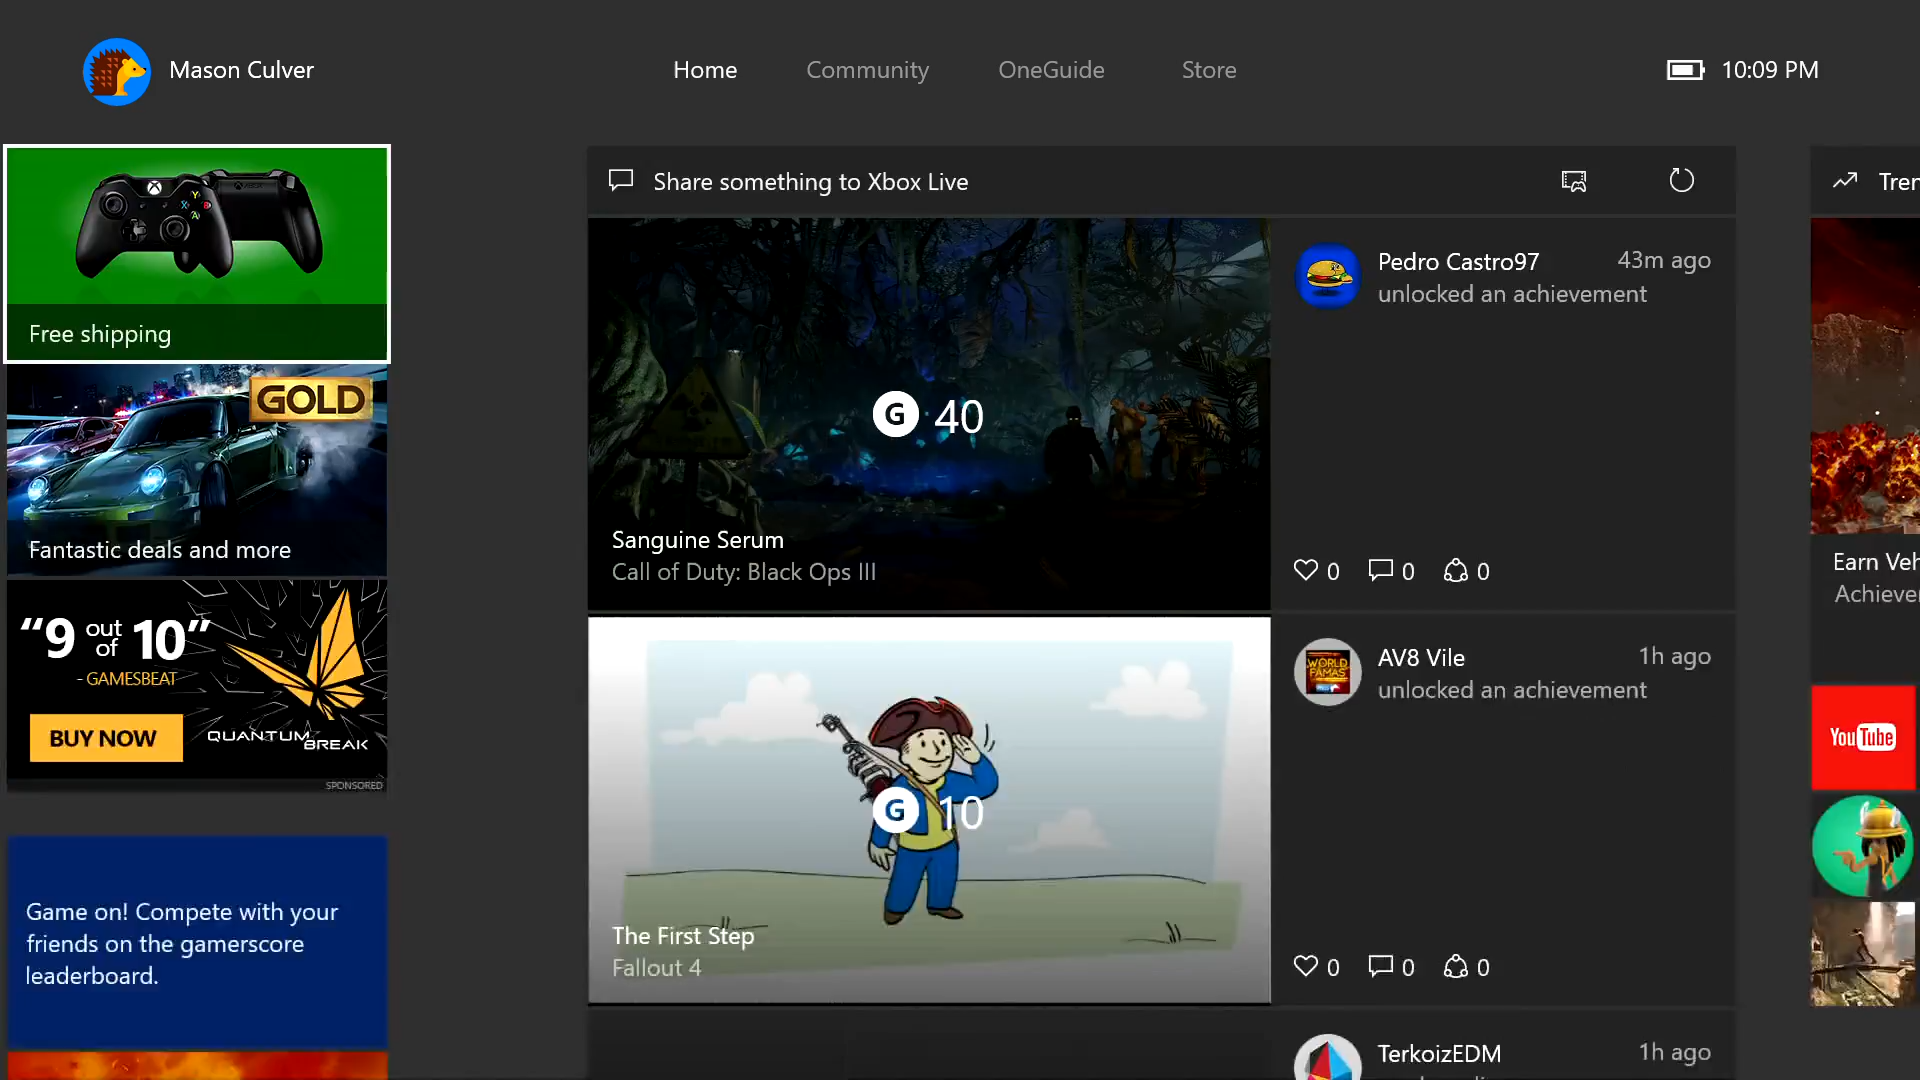 Mason Culver
Home
Community
OneGuide
Store
10:09 PM
Free shipping
GOLD
Fantastic deals and more
“9 out of 10”
- GAMESBEAT
BUY NOW
QUANTUM BREAK
SPONSORED
Game on! Compete with your
friends on the gamerscore
leaderboard.
Share something to Xbox Live
G 40
Sanguine Serum
Call of Duty: Black Ops III
Pedro Castro97
43m ago
unlocked an achievement
0
0
0
G 10
The First Step
Fallout 4
WORLD
FAMAS
AV8 Vile
1h ago
unlocked an achievement
0
0
0
TerkoizEDM
1h ago
Tren
Earn Veh
Achieve
YouTube